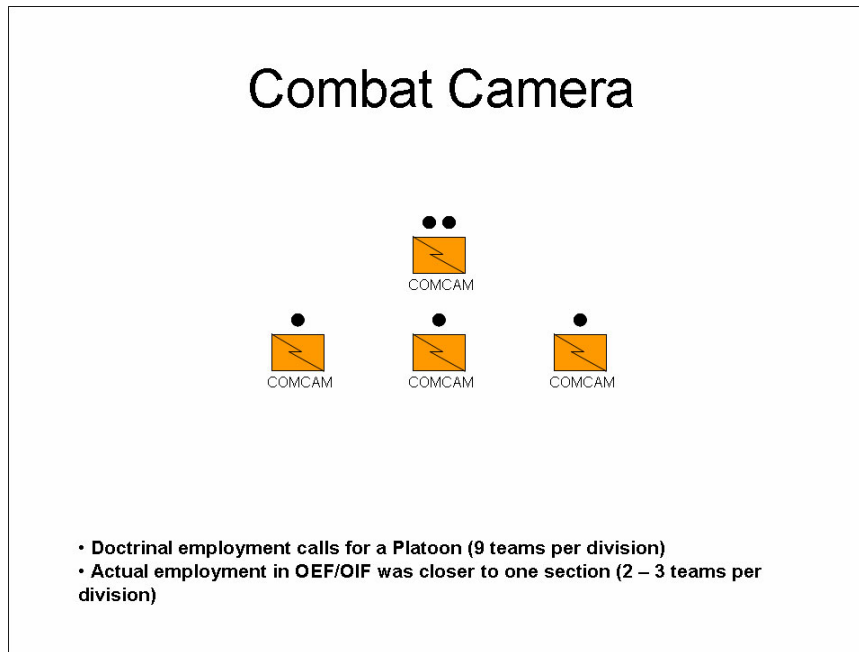 Combat Camera
COMCAM
COMCAM COMCAM COMCAM
• Doctrinal employment calls for a Platoon (9 teams per division)
• Actual employment in OEF/OIF was closer to one section (2 – 3 teams per
division)